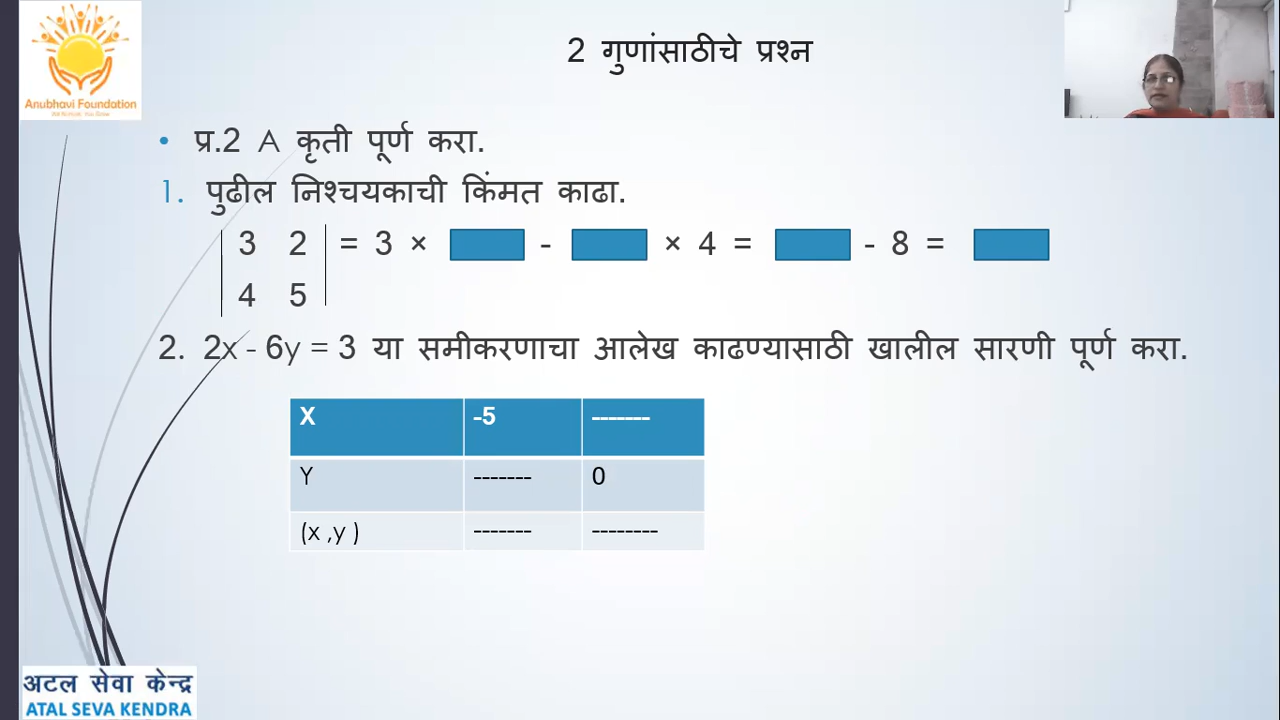 Anubhavi Foundation
2 गुणांसाठीचे प्रश्न
• प्र.2 A कृती पूर्ण करा.
1. पुढील निश्चयकाची किंमत काढा.
3 2 = 3 × - × 4 = - 8 =
4 5
2. 2x - 6y = 3 या समीकरणाचा आलेख काढण्यासाठी खालील सारणी पूर्ण करा.
X -5 -------
Y ------- 0
(x ,y ) ------- --------
अटल सेवा केन्द्र
ATAL SEVA KENDRA